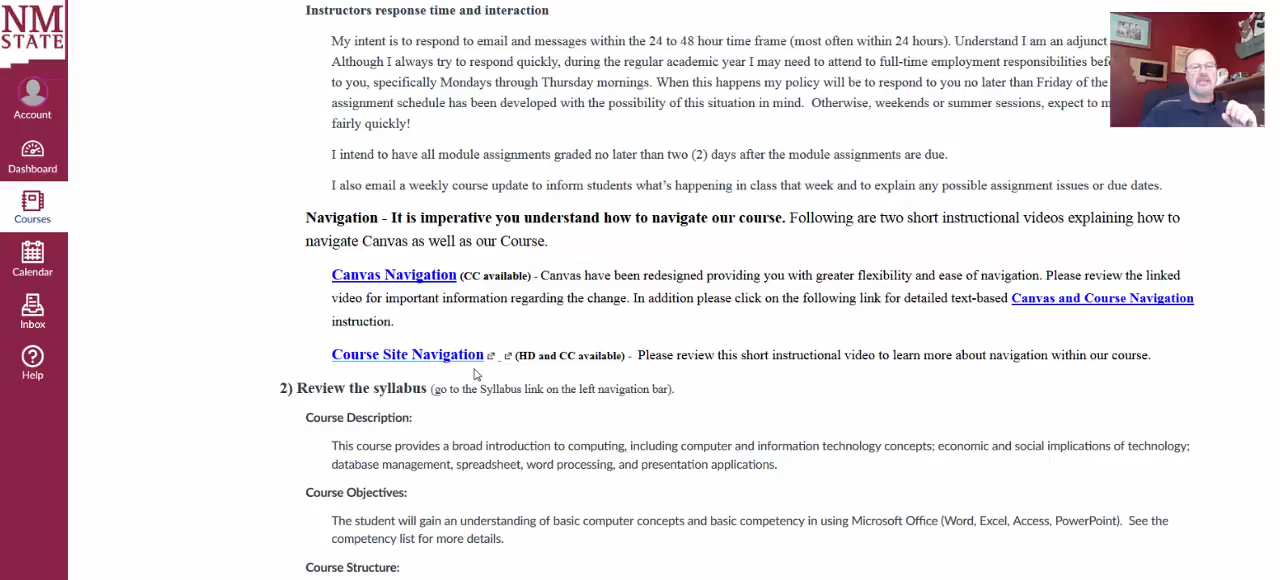 NM
STATE
Account
Dashboard
Courses
Calendar
Inbox
Help
Instructors response time and interaction
My intent is to respond to email and messages within the 24 to 48 hour time frame (most often within 24 hours). Understand I am an adjunct
Although I always try to respond quickly, during the regular academic year I may need to attend to full-time employment responsibilities
to you, specifically Mondays through Thursday mornings. When this happens my policy will be to respond to you no later than Friday of the
assignment schedule has been developed with the possibility of this situation in mind. Otherwise, weekends or summer sessions, expect to
fairly quickly!
I intend to have all module assignments graded no later than two (2) days after the module assignments are due.
I also email a weekly course update to inform students what's happening in class that week and to explain any possible assignment issues or due dates.
Navigation - It is imperative you understand how to navigate our course. Following are two short instructional videos explaining how to
navigate Canvas as well as our Course.
Canvas Navigation (CC available) - Canvas have been redesigned providing you with greater flexibility and ease of navigation. Please review the linked
video for important information regarding the change. In addition please click on the following link for detailed text-based Canvas and Course Navigation
instruction.
Course Site Navigation (HD and CC available) - Please review this short instructional video to learn more about navigation within our course.
2) Review the syllabus (go to the Syllabus link on the left navigation bar).
Course Description:
This course provides a broad introduction to computing, including computer and information technology concepts; economic and social implications of technology;
database management, spreadsheet, word processing, and presentation applications.
Course Objectives:
The student will gain an understanding of basic computer concepts and basic competency in using Microsoft Office (Word, Excel, Access, PowerPoint). See the
competency list for more details.
Course Structure: